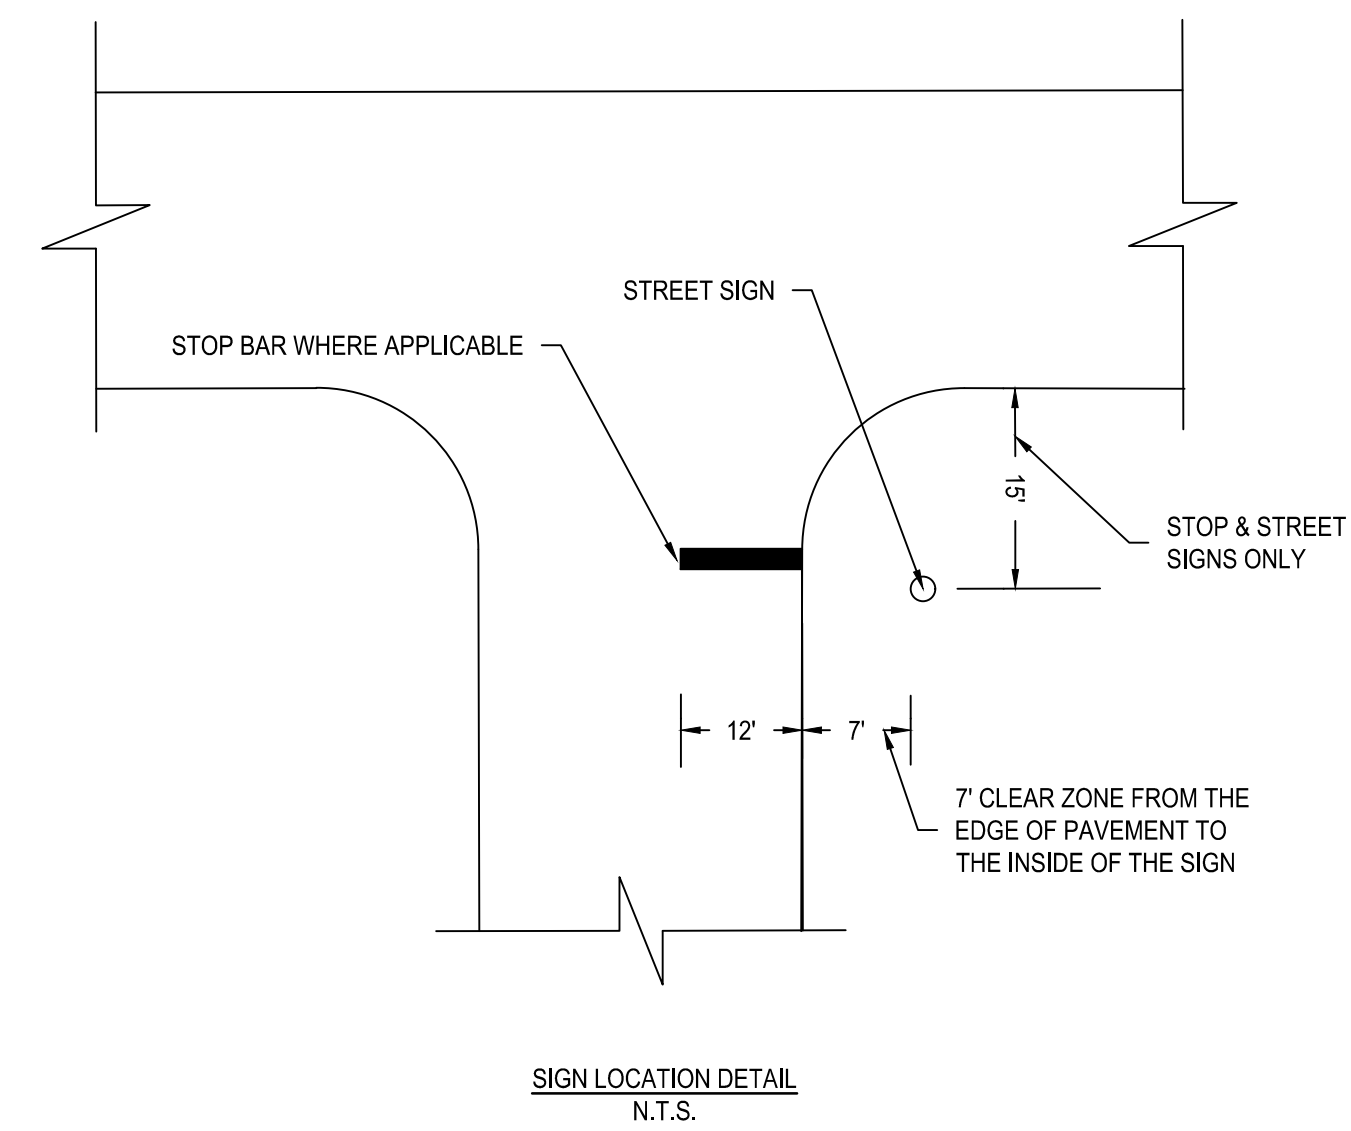 STREET SIGN
STOP BAR WHERE APPLICABLE
15'
STOP & STREET
SIGNS ONLY
12'
7'
7' CLEAR ZONE FROM THE
EDGE OF PAVEMENT TO
THE INSIDE OF THE SIGN
SIGN LOCATION DETAIL
N.T.S.